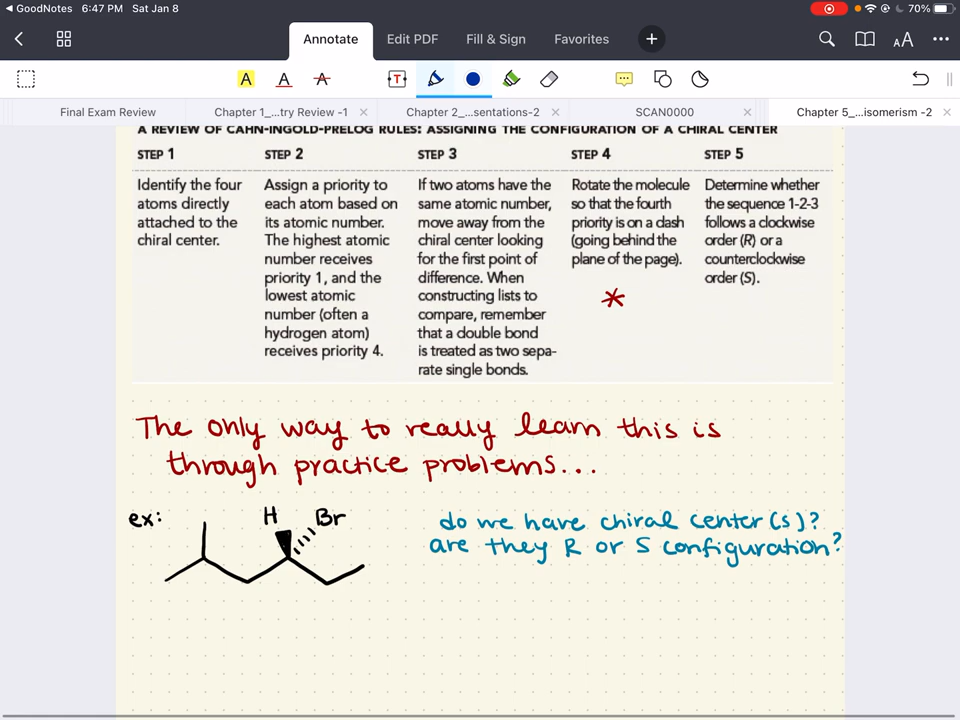 GoodNotes 6:47 PM Sat Jan 8 70%
Annotate Edit PDF Fill & Sign Favorites AA
A A A T
Final Exam Review Chapter 1_...try Review -1 Chapter 2_...sentations-2 SCAN0000 Chapter 5_...isomerism -2
A REVIEW OF CAHN-INGOLD-PRELOG RULES: ASSIGNING THE CONFIGURATION OF A CHIRAL CENTER
STEP 1
Identify the four
atoms directly
attached to the
chiral center.
STEP 2
Assign a priority to
each atom based on
its atomic number.
The highest atomic
number receives
priority 1, and the
lowest atomic
number (often a
hydrogen atom)
receives priority 4.
STEP 3
If two atoms have the
same atomic number,
move away from the
chiral center looking
for the first point of
difference. When
constructing lists to
compare, remember
that a double bond
is treated as two sepa-
rate single bonds.
STEP 4
Rotate the molecule
so that the fourth
priority is on a dash
(going behind the
plane of the page).
*
STEP 5
Determine whether
the sequence 1-2-3
follows a clockwise
order (R) or a
counterclockwise
order (S).
The only way to really learn this is
through practice problems...
ex: H Br
do we have chiral center(s)?
are they R or S configuration?